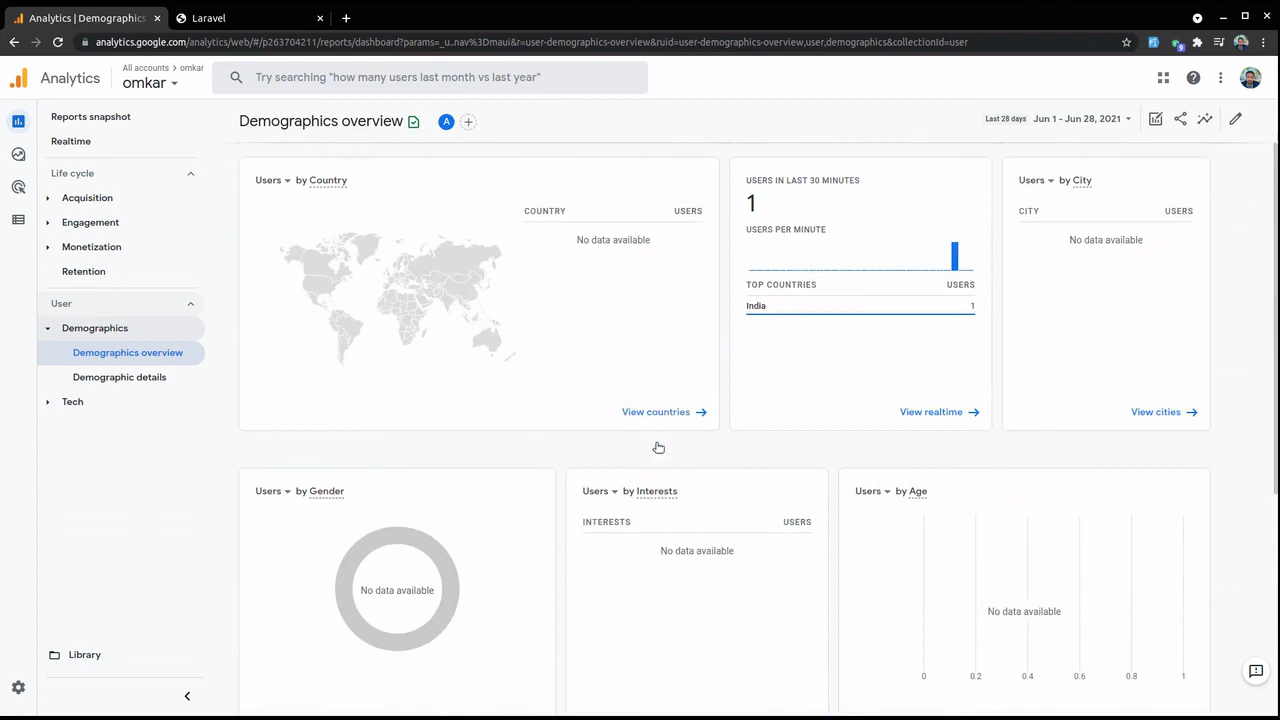 Analytics | Demographics
Laravel
analytics.google.com/analytics/web/#/p263704211/reports/dashboard?params=_u..nav%3Dmaui&r=user-demographics-overview&ruid=user-demographics-overview,user,demographics&collectionId=user
Analytics
All accounts > omkar
omkar
Try searching "how many users last month vs last year"
Reports snapshot
Realtime
Life cycle
Acquisition
Engagement
Monetization
Retention
User
Demographics
Demographics overview
Demographic details
Tech
Library
Demographics overview
A
Last 28 days Jun 1 - Jun 28, 2021
Users by Country
COUNTRY USERS
No data available
View countries
USERS IN LAST 30 MINUTES
1
USERS PER MINUTE
TOP COUNTRIES USERS
India 1
View realtime
Users by City
CITY USERS
No data available
View cities
Users by Gender
No data available
Users by Interests
INTERESTS USERS
No data available
Users by Age
No data available
0 0.2 0.4 0.6 0.8 1